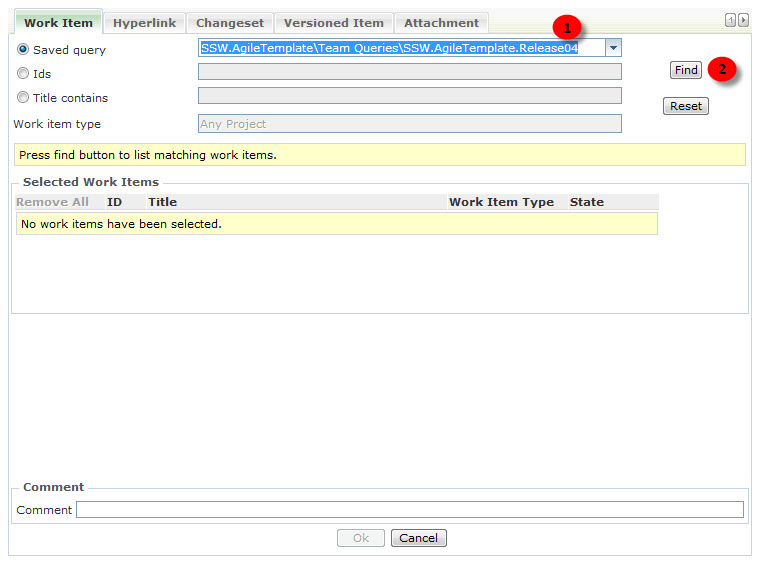 Work Item Hyperlink Changeset Versioned Item Attachment
1
Saved query SSW.AgileTemplate\Team Queries\SSW.AgileTemplate.Release04
Ids Find 2
Title contains
Reset
Work item type Any Project
Press find button to list matching work items.
Selected Work Items
Remove All ID Title Work Item Type State
No work items have been selected.
Comment
Comment
Ok Cancel